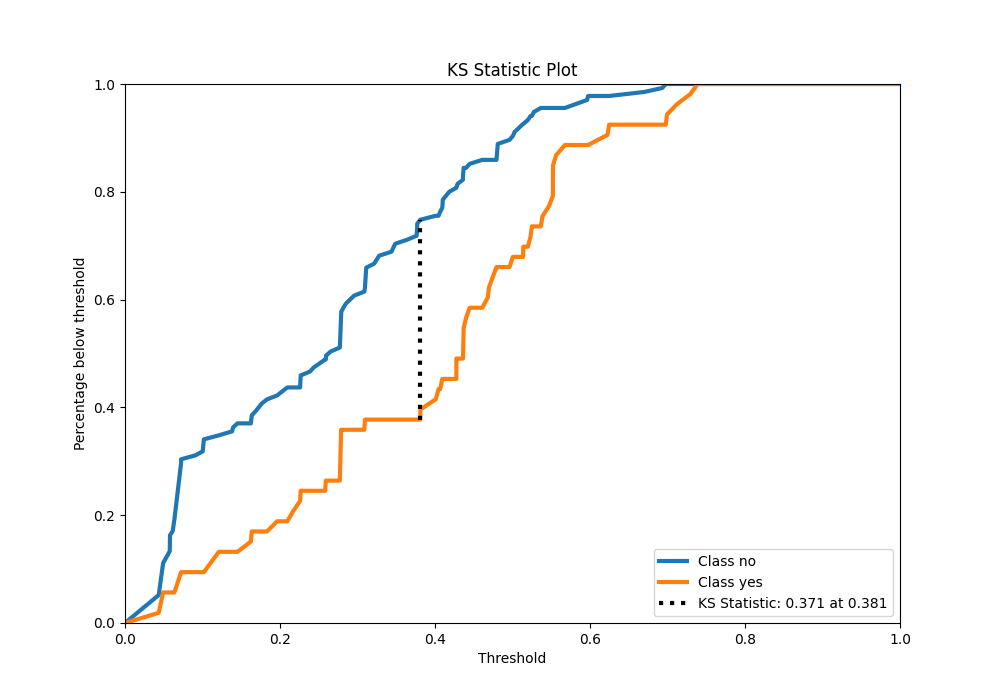 KS Statistic Plot
1.0
0.8
0.6
0.4
0.2
0.0
Percentage below threshold
Class no
Class yes
KS Statistic: 0.371 at 0.381
0.0 0.2 0.4 0.6 0.8 1.0
Threshold